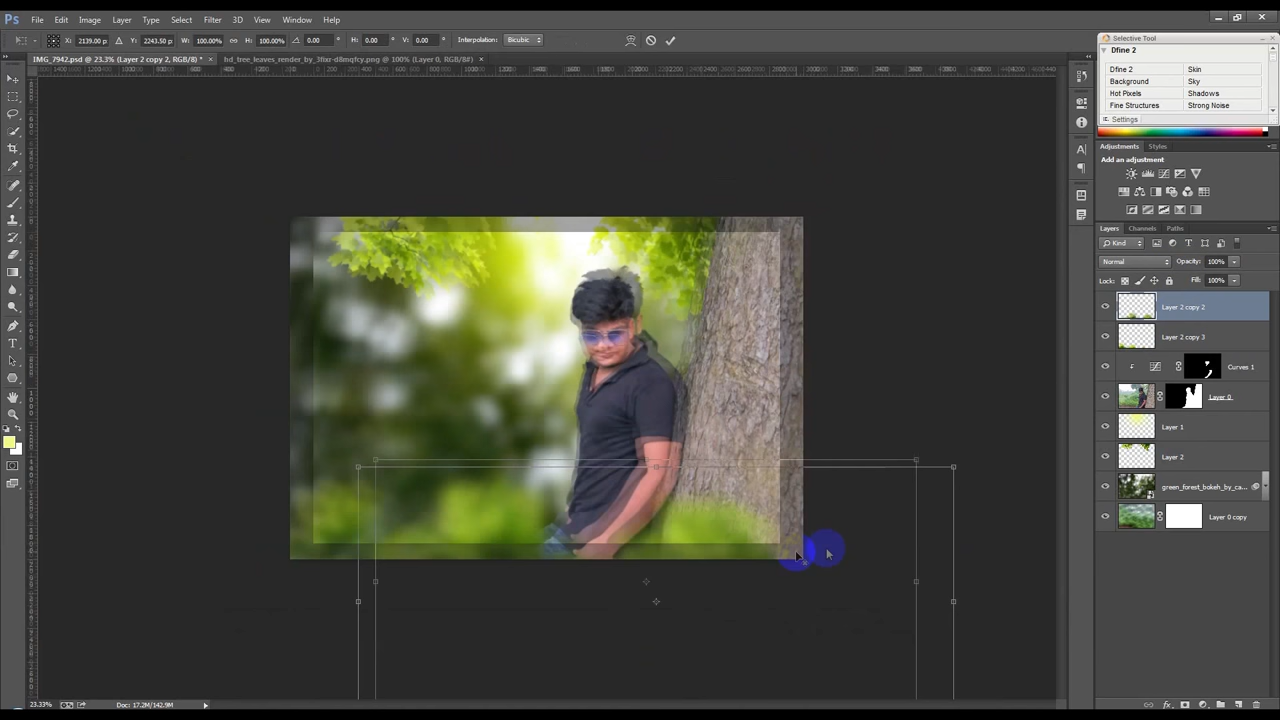 Ps File Edit Image Layer Type Select Filter 3D View Window Help
X: 2139.00 p Y: 2243.50 p W: 100.00% H: 100.00% 0.00 ° H: 0.00 ° V: 0.00 ° Interpolation: Bicubic
IMG_7942.psd @ 23.3% (Layer 2 copy 2, RGB/8) * × @ 100% (Layer 0, RGB/8#) ×
Selective Tool
Dfine 2
Dfine 2 Skin
Background Sky
Hot Pixels Shadows
Fine Structures Strong Noise
Settings
Adjustments Styles
Add an adjustment
Layers Channels Paths
Kind
Normal Opacity: 100%
Lock: Fill: 100%
Layer 2 copy 2
Layer 2 copy 3
Curves 1
Layer 0
Layer 1
Layer 2
green_forest_bokeh_by_ca...
Layer 0 copy
23.33% Doc: 17.2M/142.9M